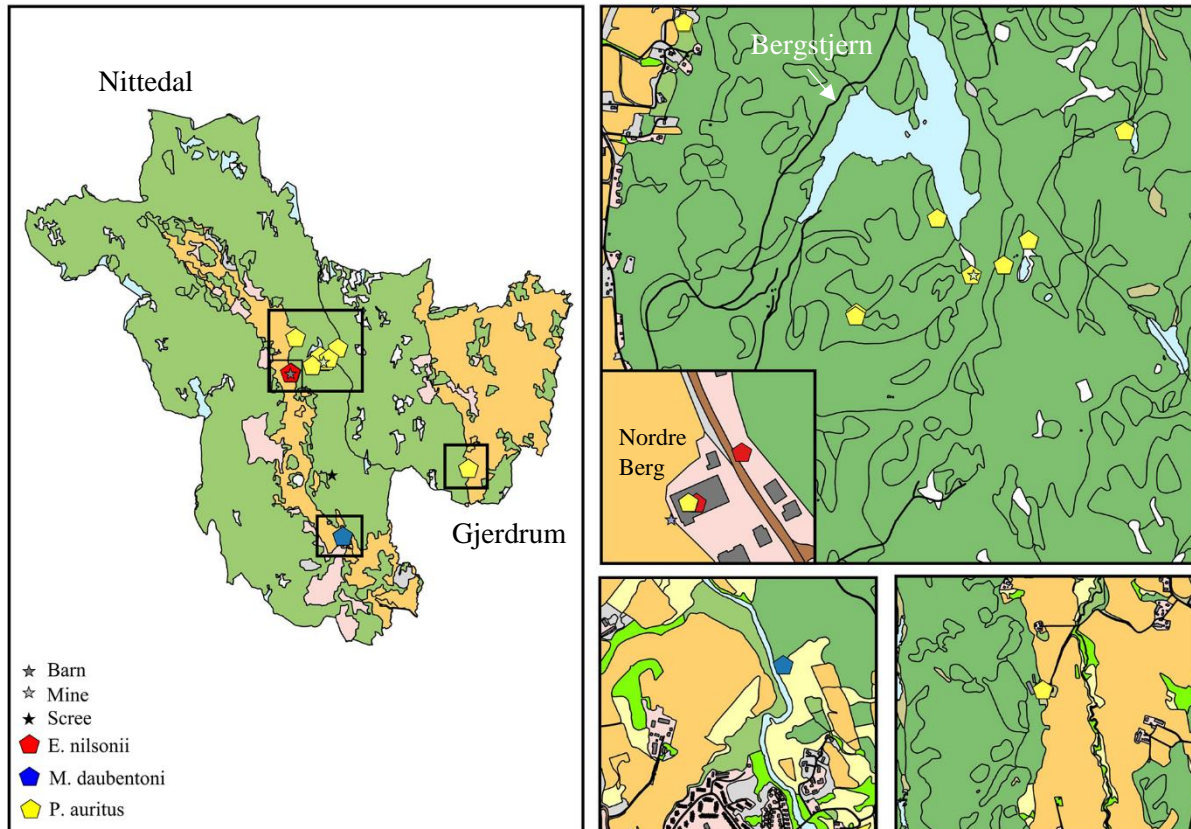 Nittedal
Gjerdrum
Barn
Mine
Scree
E. nilsonii
M. daubentoni
P. auritus
Bergstjern
Nordre
Berg